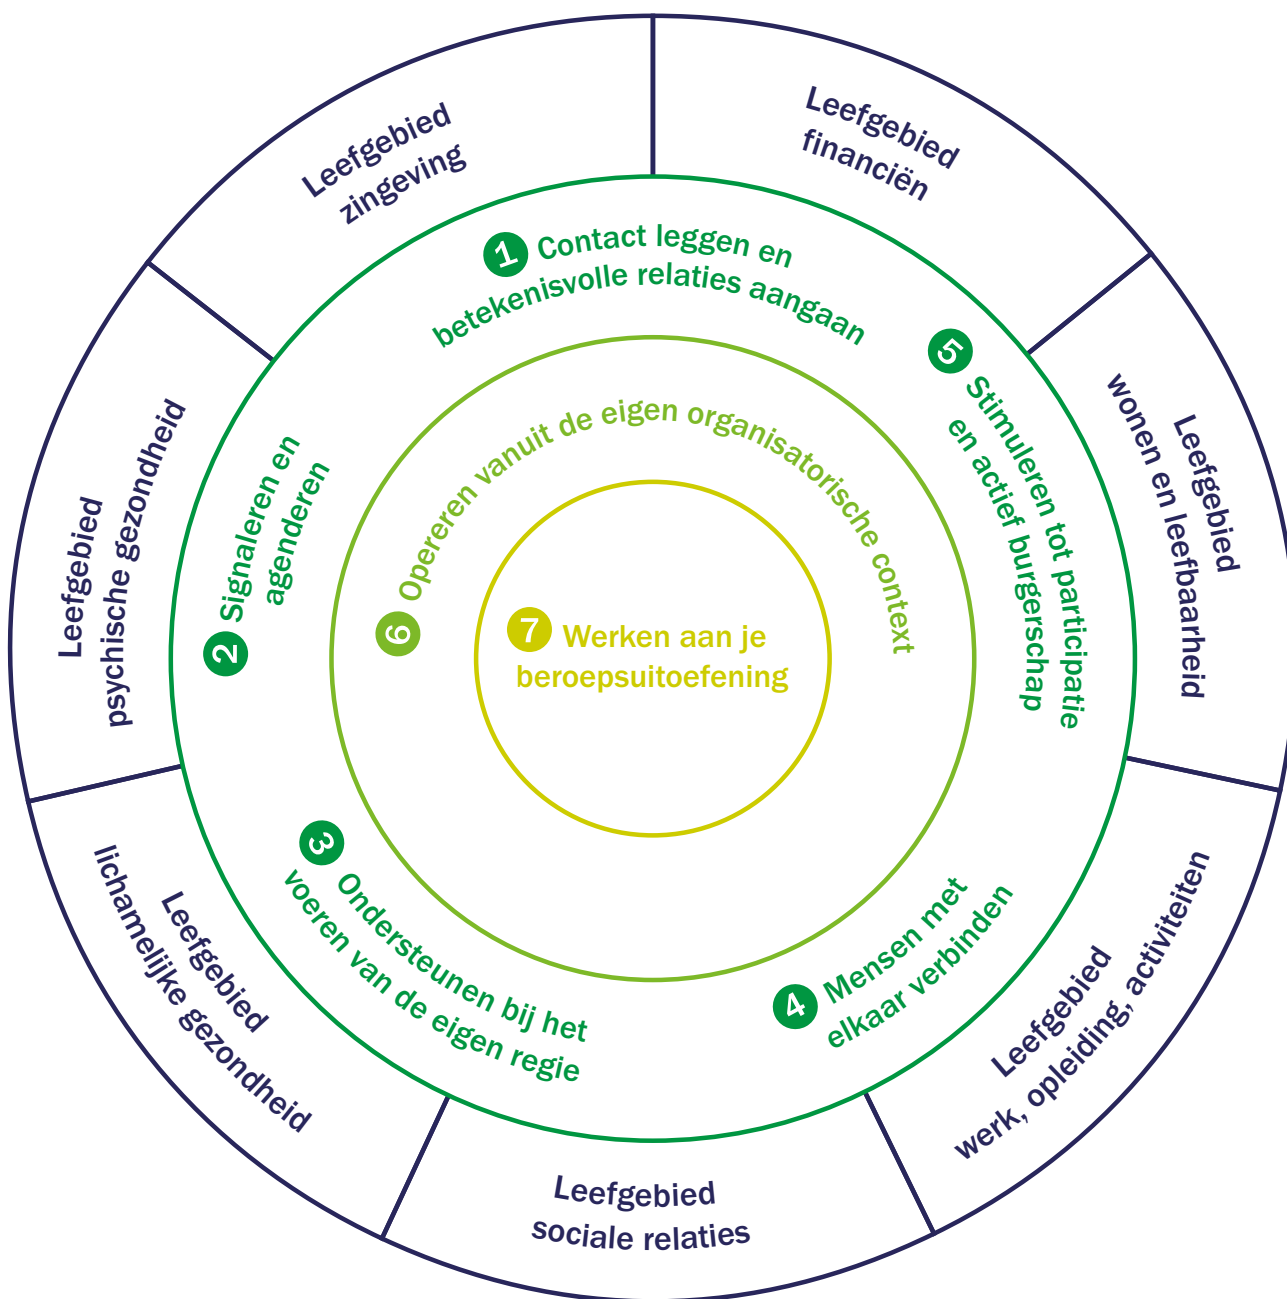 Leefgebied
zingeving
Leefgebied
financiën
Leefgebied
wonen en leefbaarheid
Leefgebied
werk, opleiding, activiteiten
Leefgebied
sociale relaties
Leefgebied
lichamelijke gezondheid
Leefgebied
psychische gezondheid
1 Contact leggen en
betekenisvolle relaties aangaan
2 Signaleren en
agenderen
3 Ondersteunen bij het
voeren van de eigen regie
4 Mensen met
elkaar verbinden
5 Stimuleren tot participatie
en actief burgerschap
6 Opereren vanuit de eigen organisatorische context
7 Werken aan je
beroepsuitoefening